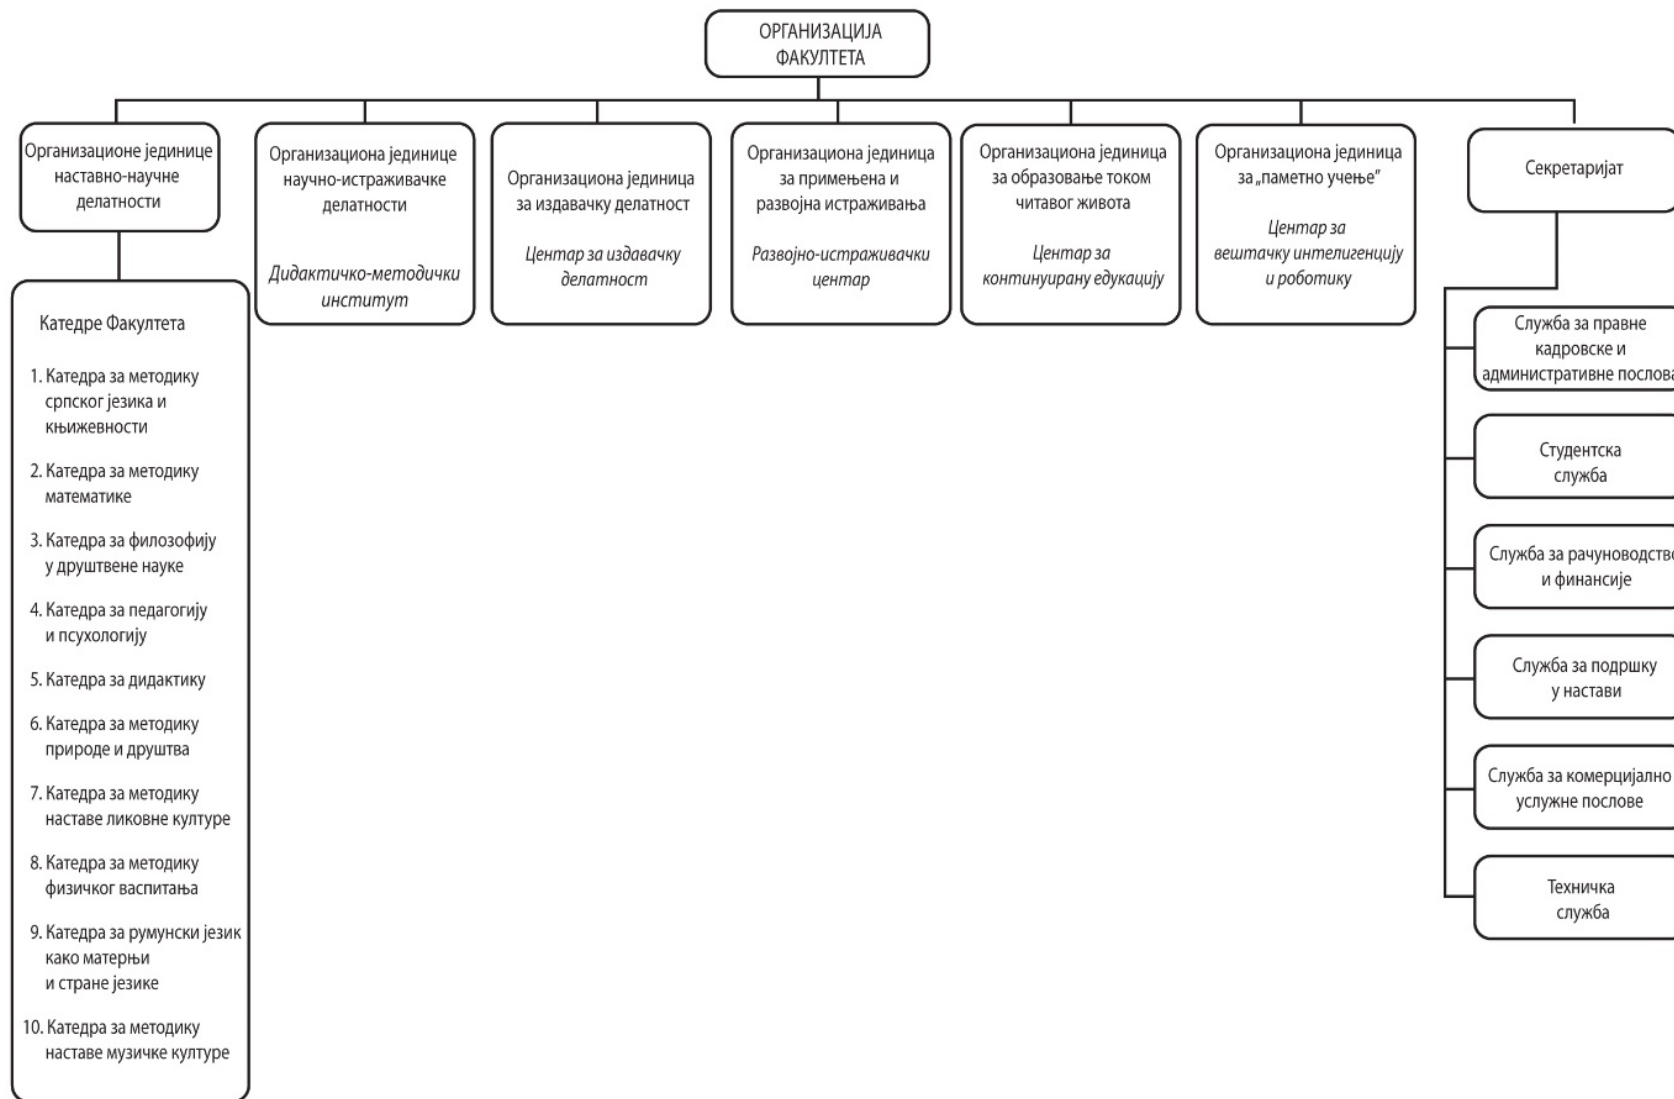 ОРГАНИЗАЦИЈА
ФАКУЛТЕТА
Организационе јединице
наставно-научне
делатности
Организациона јединице
научно-истраживачке
делатности
Дидактичко-методички
институт
Организациона јединица
за издавачку делатност
Центар за издавачку
делатност
Организациона јединица
за примењена и
развојна истраживања
Развојно-истраживачки
центар
Организациона јединица
за образовање током
читавог живота
Центар за
континуирану едукацију
Организациона јединица
за „паметно учење”
Центар за
вештачку интелигенцију
и роботику
Секретаријат
Катедре Факултета
1. Катедра за методику
српског језика и
књижевности
2. Катедра за методику
математике
3. Катедра за филозофију
у друштвене науке
4. Катедра за педагогију
и псухологију
5. Катедра за дидактику
6. Катедра за методику
природе и друштва
7. Катедра за методику
наставе ликовне културе
8. Катедра за методику
физичког васпитања
9. Катедра за румунски језик
како матерњи
и стране језике
10. Катедра за методику
наставе музичке културе
Служба за правне
кадровске и
административне послова
Студентска
служба
Служба за рачуноводство
и финансије
Служба за подршку
у настави
Служба за комерцијално
услужне послове
Техничка
служба